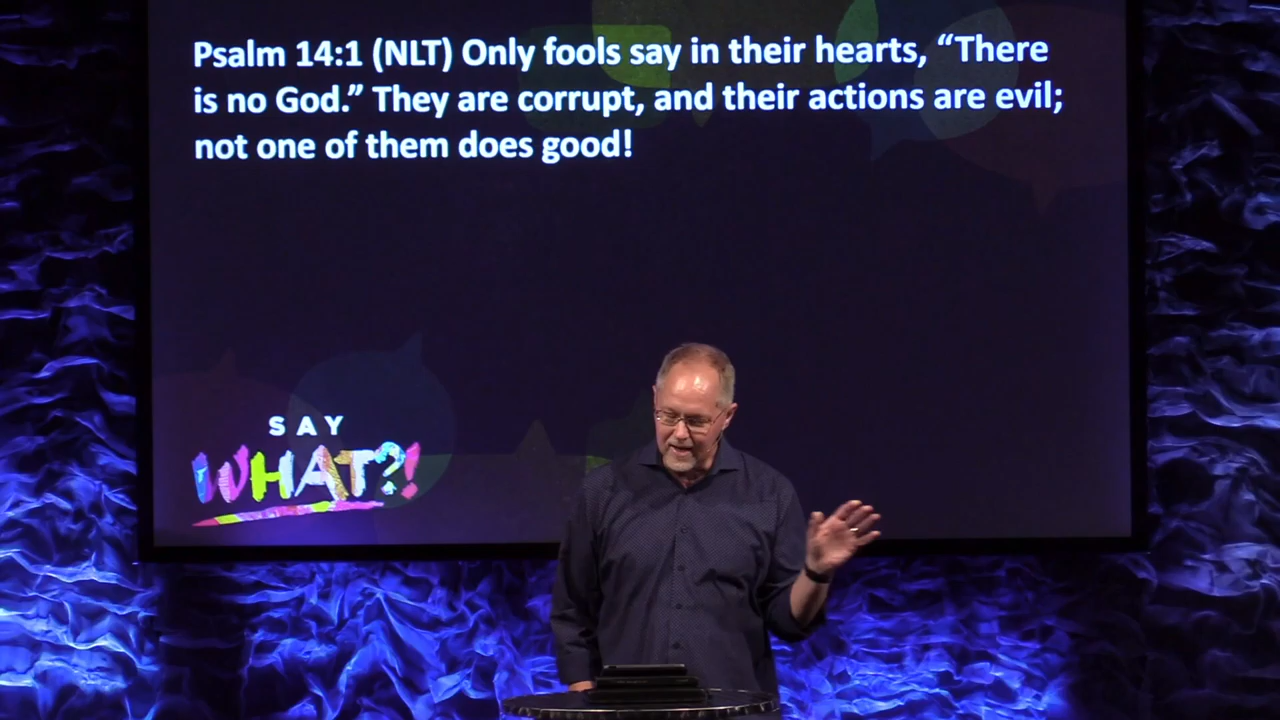 Psalm 14:1 (NLT) Only fools say in their hearts, “There
is no God.” They are corrupt, and their actions are evil;
not one of them does good!
SAY
WHAT?!